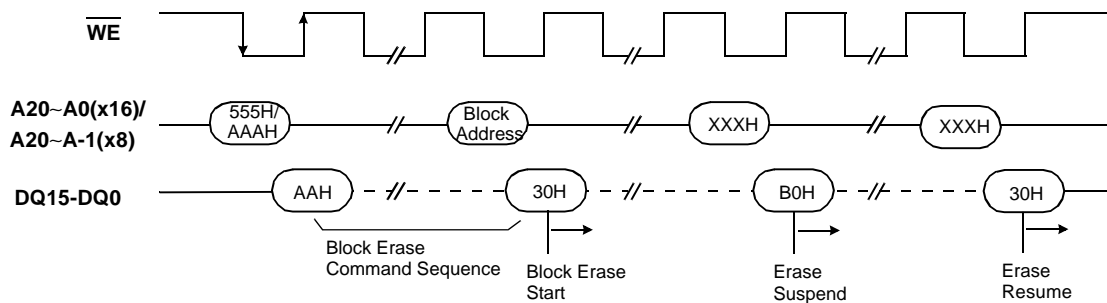 WE
A20~A0(x16)/
A20~A-1(x8)
555H/
AAAH
Block
Address
XXXH
XXXH
DQ15-DQ0
AAH
30H
B0H
30H
Block Erase
Command Sequence
Block Erase
Start
Erase
Suspend
Erase
Resume